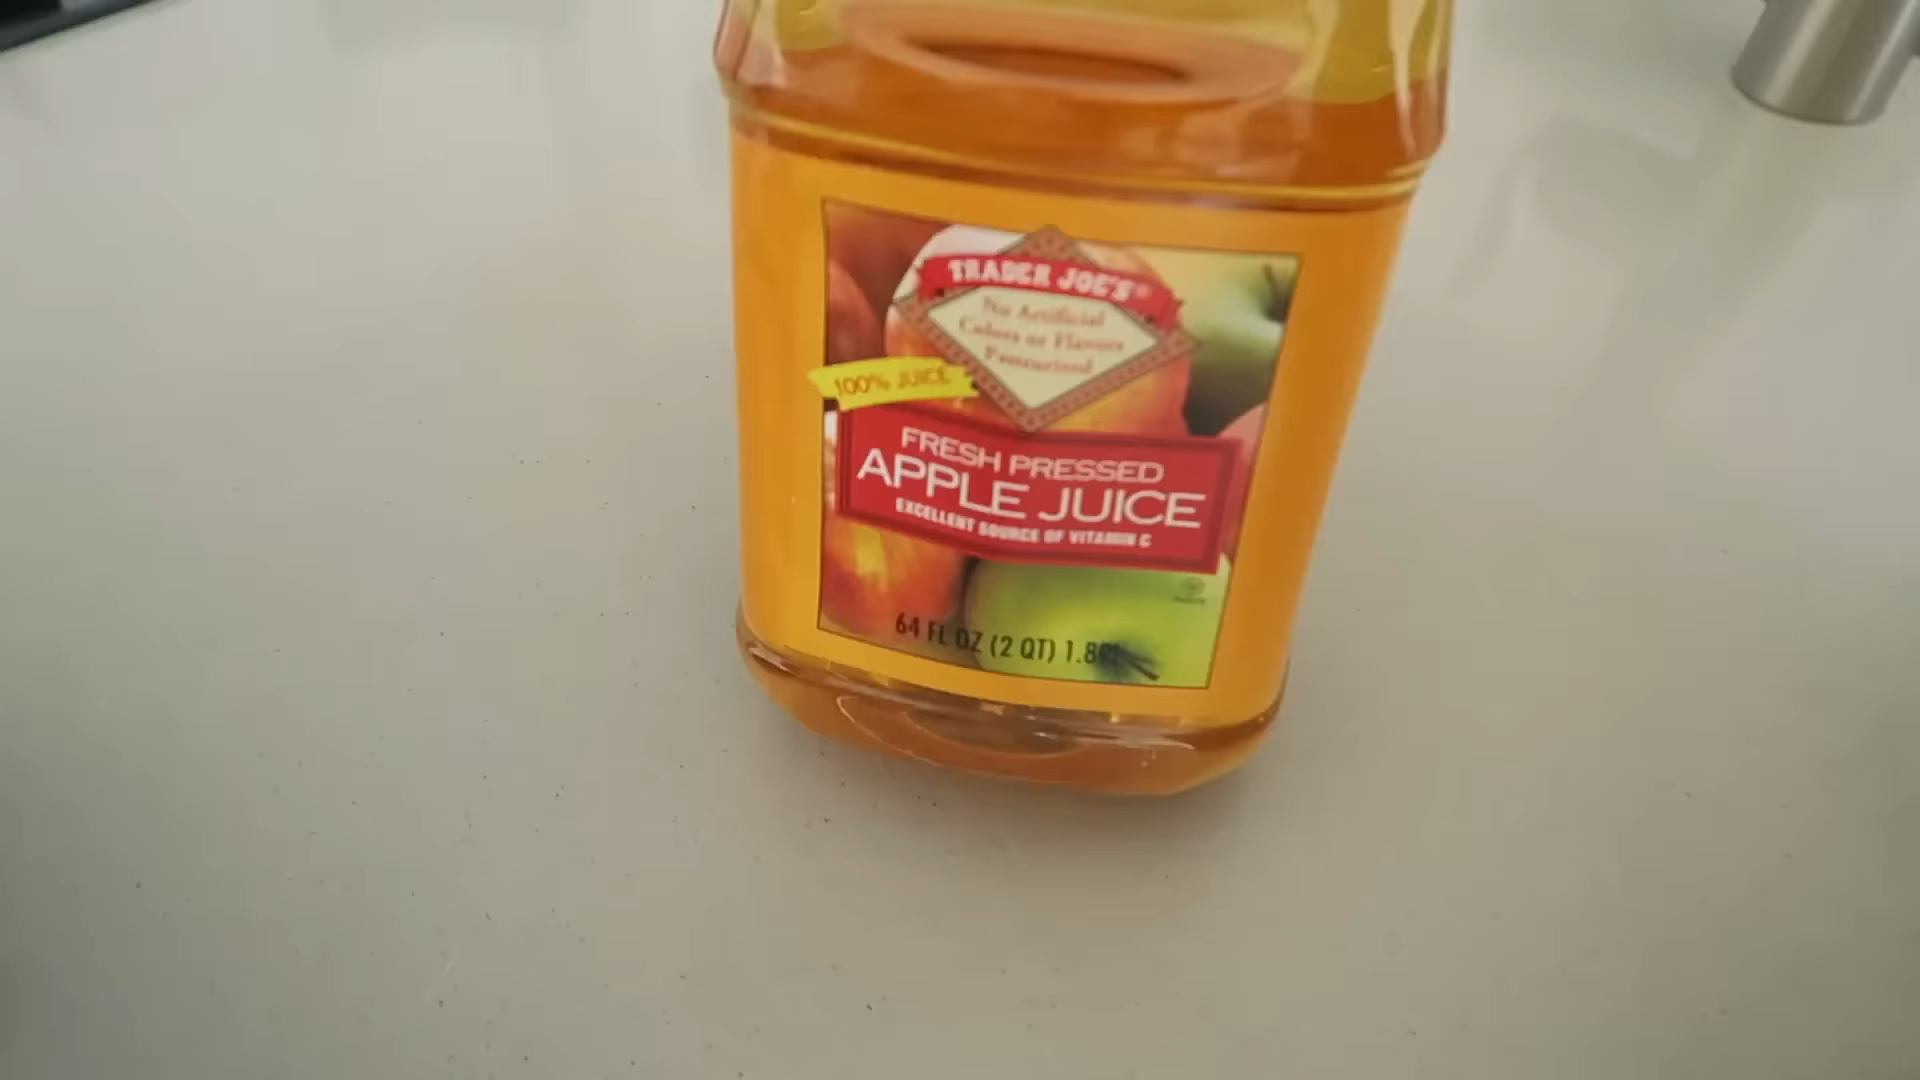 TRADER JOE'S®
No Artificial
Colors or Flavors
Pasteurized
100% JUICE
FRESH PRESSED
APPLE JUICE
EXCELLENT SOURCE OF VITAMIN C
64 FL OZ (2 QT) 1.89L